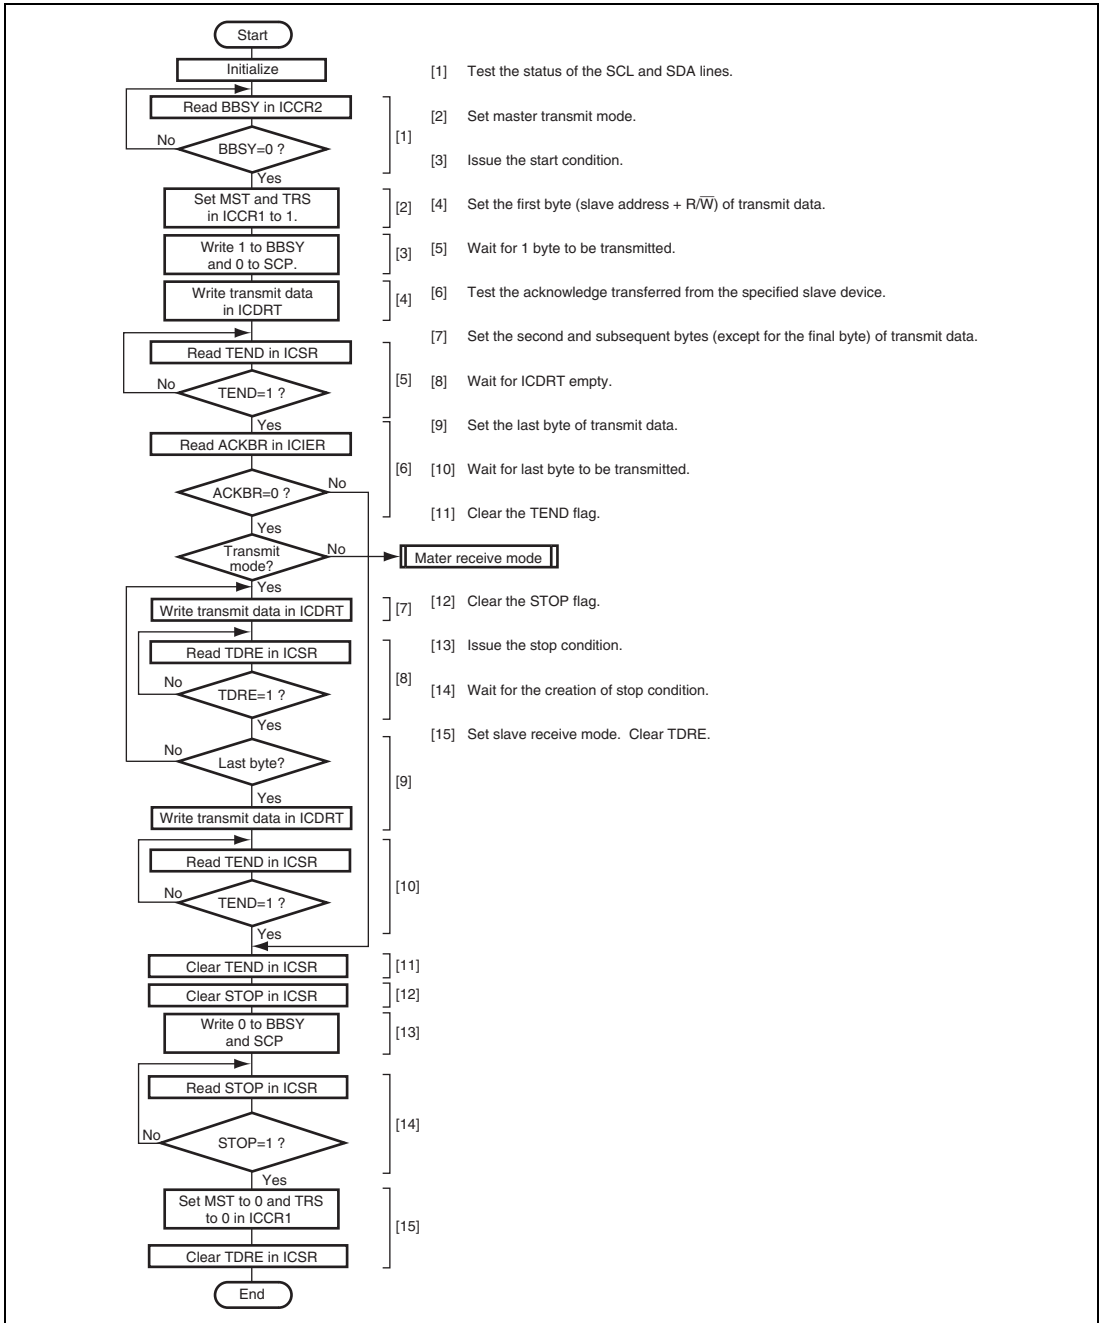 Start
Initialize
Read BBSY in ICCR2
No
BBSY=0 ?
[1]
Yes
Set MST and TRS
in ICCR1 to 1.
[2]
Write 1 to BBSY
and 0 to SCP.
[3]
Write transmit data
in ICDRT
[4]
Read TEND in ICSR
No
TEND=1 ?
[5]
Yes
Read ACKBR in ICIER
ACKBR=0 ?
No
[6]
Yes
Transmit
mode?
No
Mater receive mode
Yes
Write transmit data in ICDRT
[7]
Read TDRE in ICSR
No
TDRE=1 ?
[8]
Yes
No
Last byte?
[9]
Yes
Write transmit data in ICDRT
Read TEND in ICSR
No
TEND=1 ?
[10]
Yes
Clear TEND in ICSR
[11]
Clear STOP in ICSR
[12]
Write 0 to BBSY
and SCP
[13]
Read STOP in ICSR
No
STOP=1 ?
[14]
Yes
Set MST to 0 and TRS
to 0 in ICCR1
[15]
Clear TDRE in ICSR
End
[1] Test the status of the SCL and SDA lines.
[2] Set master transmit mode.
[3] Issue the start condition.
[4] Set the first byte (slave address + R/W̅) of transmit data.
[5] Wait for 1 byte to be transmitted.
[6] Test the acknowledge transferred from the specified slave device.
[7] Set the second and subsequent bytes (except for the final byte) of transmit data.
[8] Wait for ICDRT empty.
[9] Set the last byte of transmit data.
[10] Wait for last byte to be transmitted.
[11] Clear the TEND flag.
[12] Clear the STOP flag.
[13] Issue the stop condition.
[14] Wait for the creation of stop condition.
[15] Set slave receive mode. Clear TDRE.